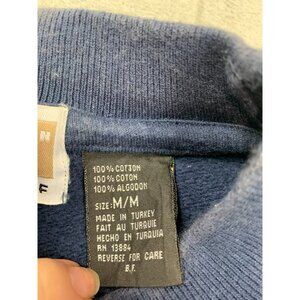 N
F
100% COTTON
100% COTON
100% ALGODON
SIZE: M/M
MADE IN TURKEY
FAIT AU TURQUIE
HECHO EN TURQUIA
RN 13884
REVERSE FOR CARE
B.F.